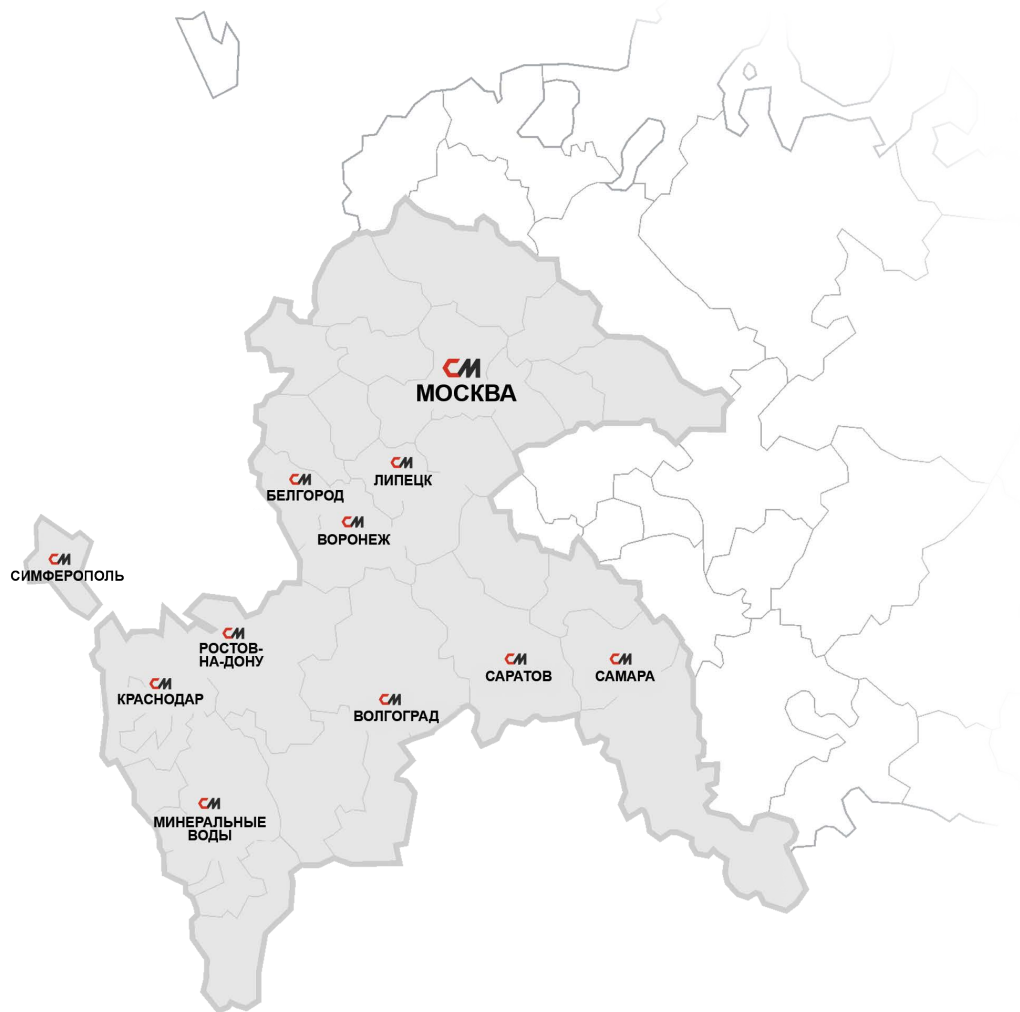 СМ
МОСКВА
СМ
ЛИПЕЦК
СМ
БЕЛГОРОД
СМ
ВОРОНЕЖ
СМ
СИМФЕРОПОЛЬ
СМ
РОСТОВ-
НА-ДОНУ
СМ
КРАСНОДАР
СМ
САРАТОВ
СМ
САМАРА
СМ
ВОЛГОГРАД
СМ
МИНЕРАЛЬНЫЕ
ВОДЫ